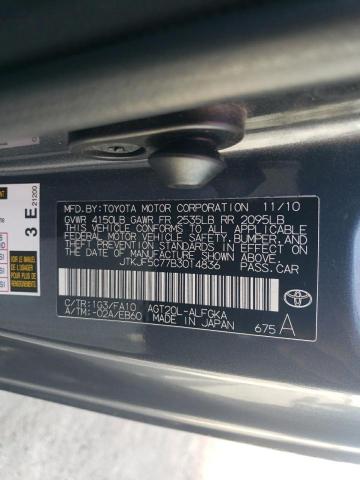 MFD.BY:TOYOTA MOTOR CORPORATION 11/10
GVWR 4150LB GAWR FR 2535LB RR 2095LB
THIS VEHICLE CONFORMS TO ALL APPLICABLE
FEDERAL MOTOR VEHICLE SAFETY, BUMPER, AND
THEFT PREVENTION STANDARDS IN EFFECT ON
THE DATE OF MANUFACTURE SHOWN ABOVE.
JTKJF5C77B3014836 PASS. CAR
C/TR:1G3/FA10 AGT20L-ALFGKA
A/TM:-02A/EB60 MADE IN JAPAN
675 A
3 E
21200